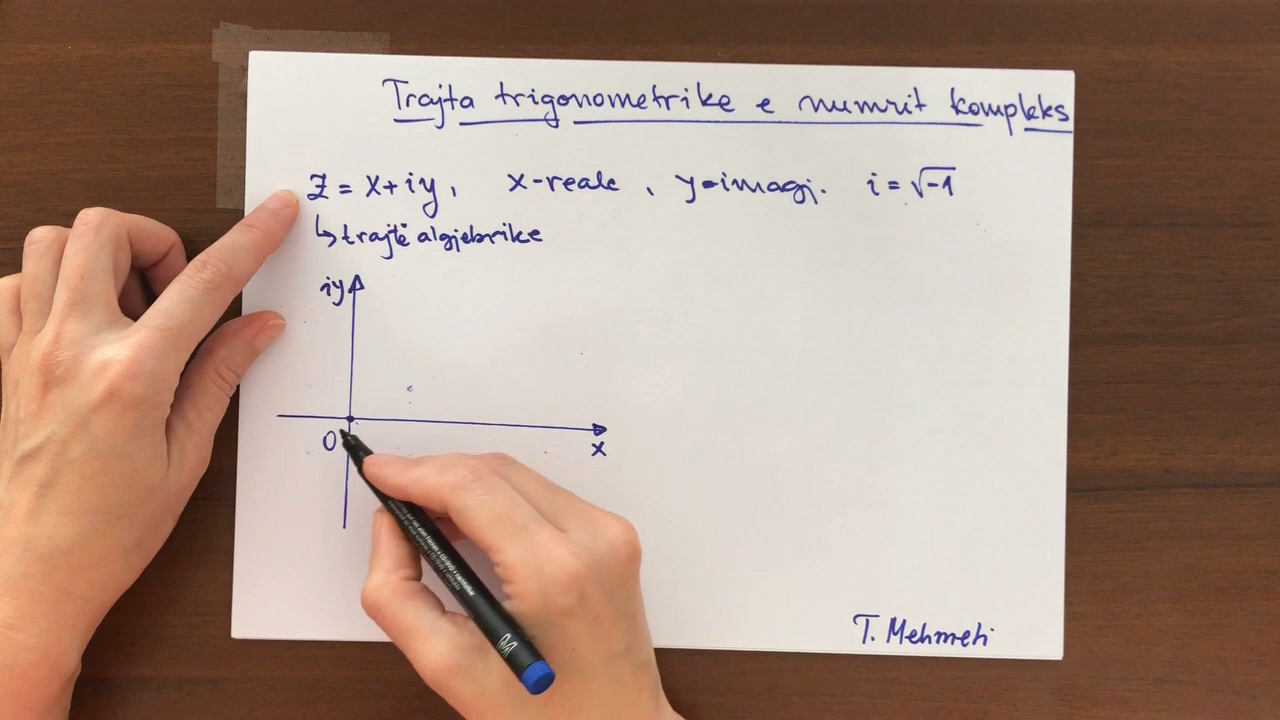 Trajta trigonometrike e numrit kompleks
z = x+iy, x-reale, y-imagj. i = √-1
↳ trajtë algjebrike
iy
0
x
T. Mehmeti